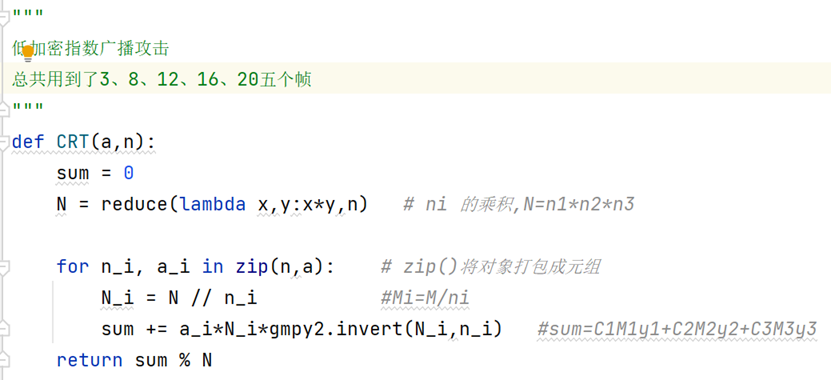 """
低加密指数广播攻击
总共用到了3、8、12、16、20五个帧
"""
def CRT(a,n):
    sum = 0
    N = reduce(lambda x,y:x*y,n)   # ni 的乘积,N=n1*n2*n3
    for n_i, a_i in zip(n,a):    # zip()将对象打包成元组
        N_i = N // n_i           #Mi=M/ni
        sum += a_i*N_i*gmpy2.invert(N_i,n_i)   #sum=C1M1y1+C2M2y2+C3M3y3
    return sum % N